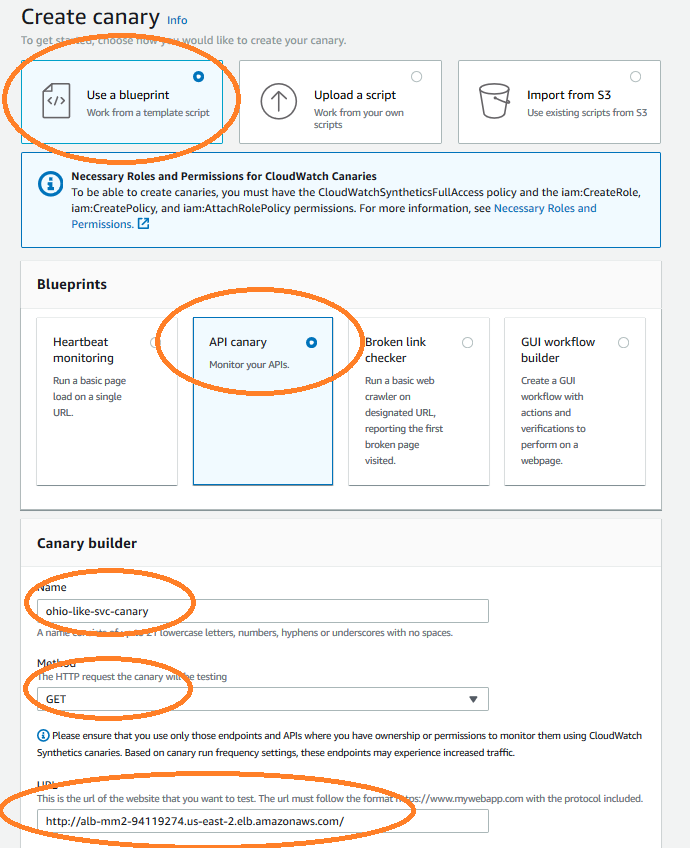 Create canary Info
To get started, choose how you would like to create your canary.
Use a blueprint
Work from a template script
Upload a script
Work from your own
scripts
Import from S3
Use existing scripts from S3
Necessary Roles and Permissions for CloudWatch Canaries
To be able to create canaries, you must have the CloudWatchSyntheticsFullAccess policy and the iam:CreateRole,
iam:CreatePolicy, and iam:AttachRolePolicy permissions. For more information, see Necessary Roles and
Permissions.
Blueprints
Heartbeat
monitoring
Run a basic page
load on a single
URL.
API canary
Monitor your APIs.
Broken link
checker
Run a basic web
crawler on
designated URL,
reporting the first
broken page
visited.
GUI workflow
builder
Create a GUI
workflow with
actions and
verifications to
perform on a
webpage.
Canary builder
Name
ohio-like-svc-canary
A name consists of up to 21 lowercase letters, numbers, hyphens or underscores with no spaces.
Method
The HTTP request the canary will be testing
GET
Please ensure that you use only those endpoints and APIs where you have ownership or permissions to monitor them using CloudWatch
Synthetics canaries. Based on canary run frequency settings, these endpoints may experience increased traffic.
URL
This is the url of the website that you want to test. The url must follow the format https://www.mywebapp.com with the protocol included.
http://alb-mm2-94119274.us-east-2.elb.amazonaws.com/